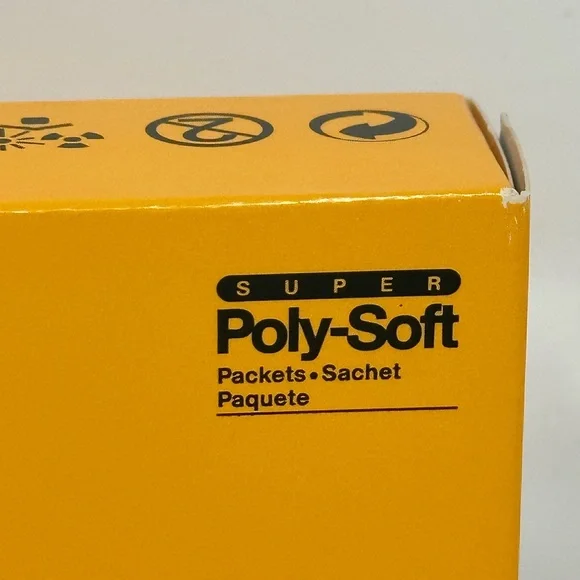 SUPER
Poly-Soft
Packets • Sachet
Paquete